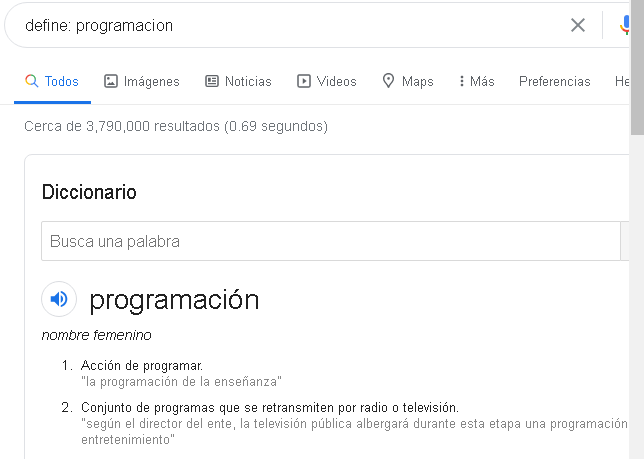 define: programacion
Todos Imágenes Noticias Videos Maps Más Preferencias He
Cerca de 3,790,000 resultados (0.69 segundos)
Diccionario
Busca una palabra
programación
nombre femenino
1. Acción de programar.
"la programación de la enseñanza"
2. Conjunto de programas que se retransmiten por radio o televisión.
"según el director del ente, la televisión pública albergará durante esta etapa una programación
entretenimiento"